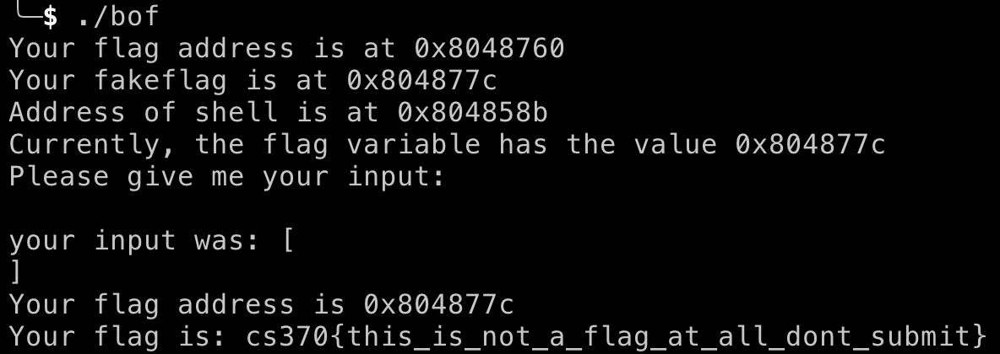 └─$ ./bof
Your flag address is at 0x8048760
Your fakeflag is at 0x804877c
Address of shell is at 0x804858b
Currently, the flag variable has the value 0x804877c
Please give me your input:
your input was: [
]
Your flag address is 0x804877c
Your flag is: cs370{this_is_not_a_flag_at_all_dont_submit}